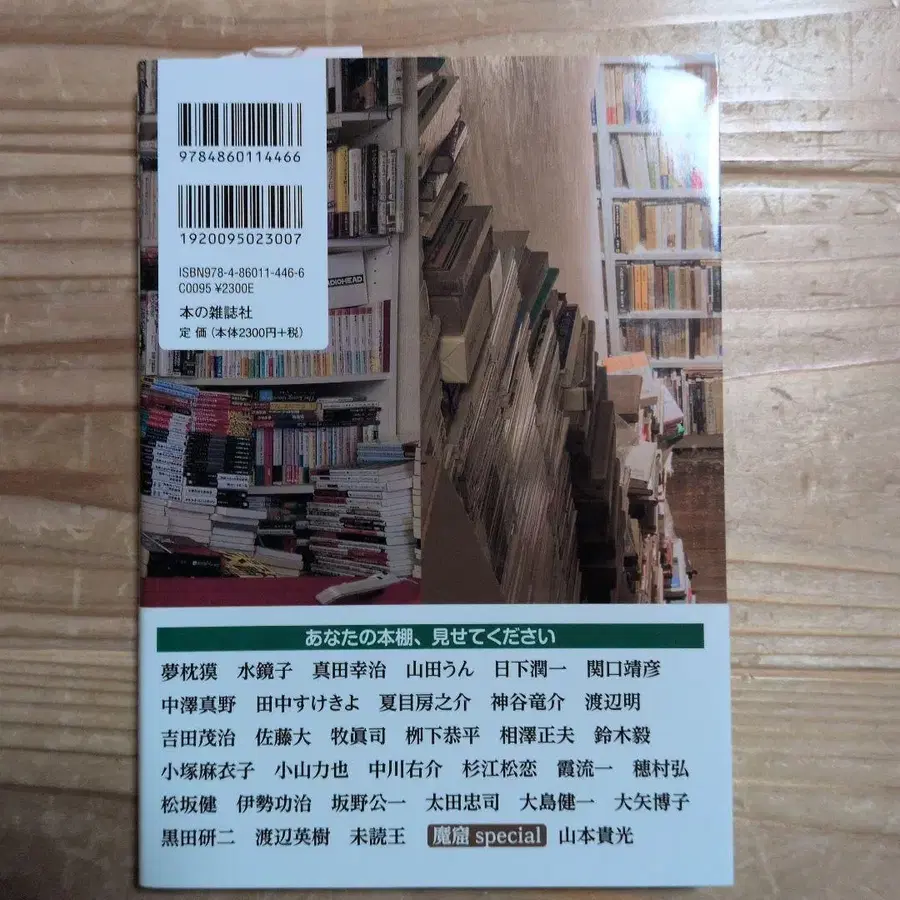 9784860114466
1920095023007
ISBN978-4-86011-446-6
C0095 ¥2300E
本の雑誌社
定価(本体2300円+税)
あなたの本棚、見せてください
夢枕獏 水鏡子 真田幸治 山田うん 日下潤一 関口靖彦
中澤真野 田中すけきよ 夏目房之介 神谷竜介 渡辺明
吉田茂治 佐藤大 牧眞司 栁下恭平 相澤正夫 鈴木毅
小塚麻衣子 小山力也 中川右介 杉江松恋 霞流一 穂村弘
松坂健 伊勢功治 坂野公一 太田忠司 大島健一 大矢博子
黒田研二 渡辺英樹 未読王 魔窟 special 山本貴光